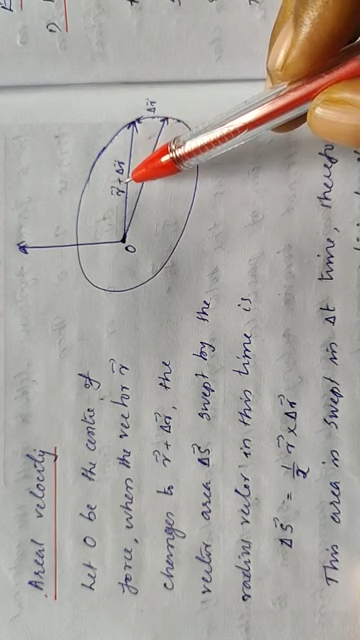 Areal velocity
Let O be the centre of
force, when the vector r⃗
changes to r⃗ + Δr⃗, the
vector area ΔS⃗ swept by the
radius vector in this time is
ΔS⃗ = 1/2 r⃗ × Δr⃗
This area is swept in Δt time,
O
r⃗ + Δr⃗
Δr⃗